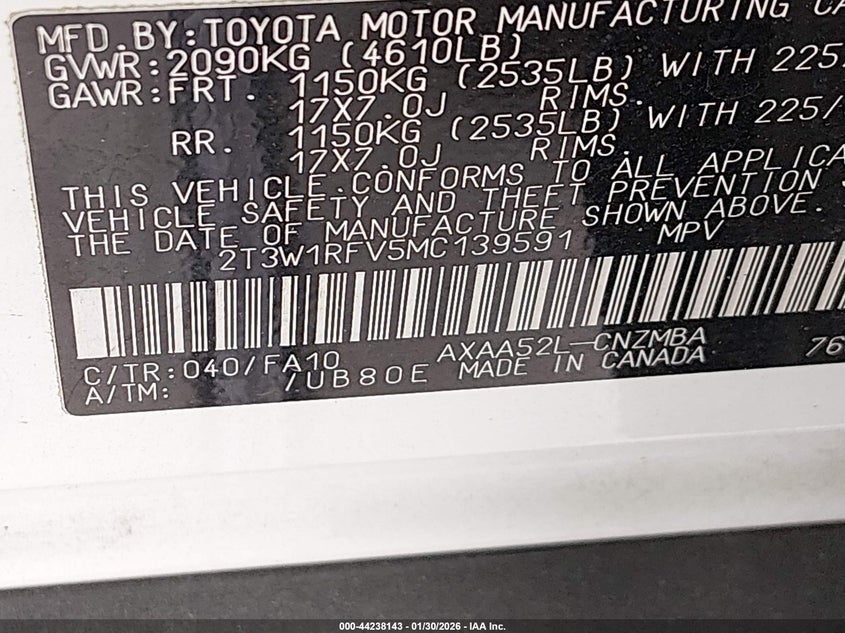 MFD.BY:TOYOTA MOTOR MANUFACTURING CA
GVWR:2090KG (4610LB)
GAWR:FRT. 1150KG (2535LB) WITH 225
17X7.0J RIMS.
RR. 1150KG (2535LB) WITH 225/
17X7.0J RIMS.
THIS VEHICLE CONFORMS TO ALL APPLICA
VEHICLE SAFETY AND THEFT PREVENTION
THE DATE OF MANUFACTURE SHOWN ABOVE.
2T3W1RFV5MC139591 MPV
C/TR:040/FA10 AXAA52L-CNZMBA 76
A/TM: /UB80E MADE IN CANADA
000-44238143 - 01/30/2026 - IAA Inc.